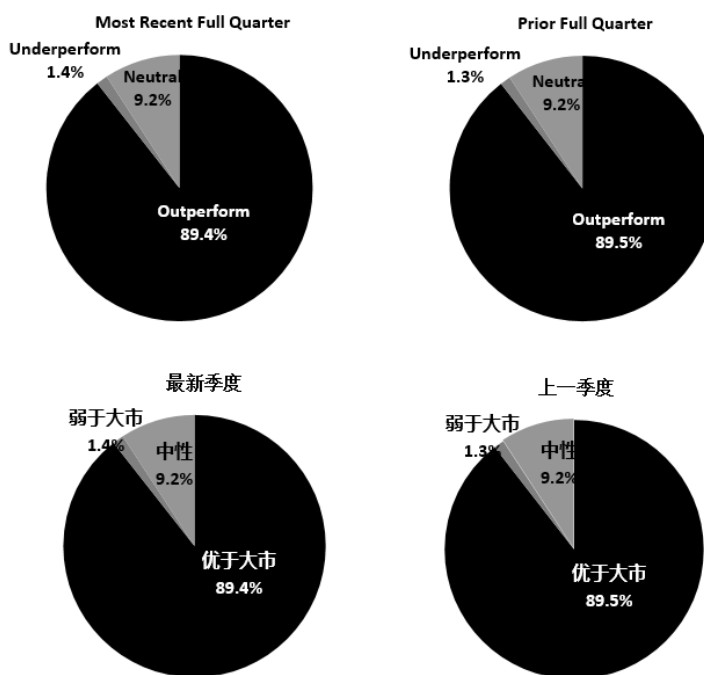 Most Recent Full Quarter
Underperform
1.4%
Neutral
9.2%
Outperform
89.4%
Prior Full Quarter
Underperform
1.3%
Neutral
9.2%
Outperform
89.5%
最新季度
弱于大市
1.4%
中性
9.2%
优于大市
89.4%
上一季度
弱于大市
1.3%
中性
9.2%
优于大市
89.5%